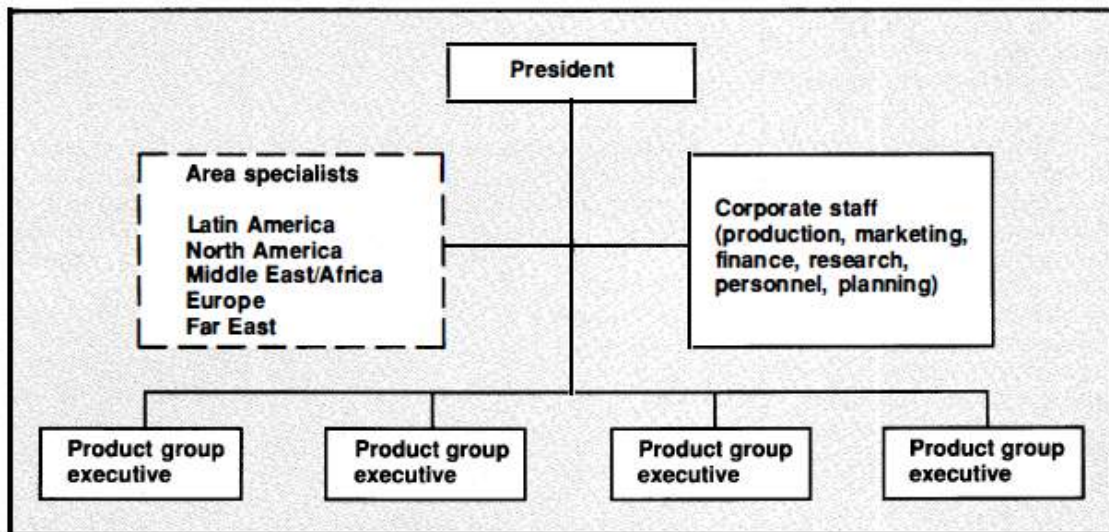 President
Area specialists
Latin America
North America
Middle East/Africa
Europe
Far East
Corporate staff
(production, marketing,
finance, research,
personnel, planning)
Product group
executive
Product group
executive
Product group
executive
Product group
executive